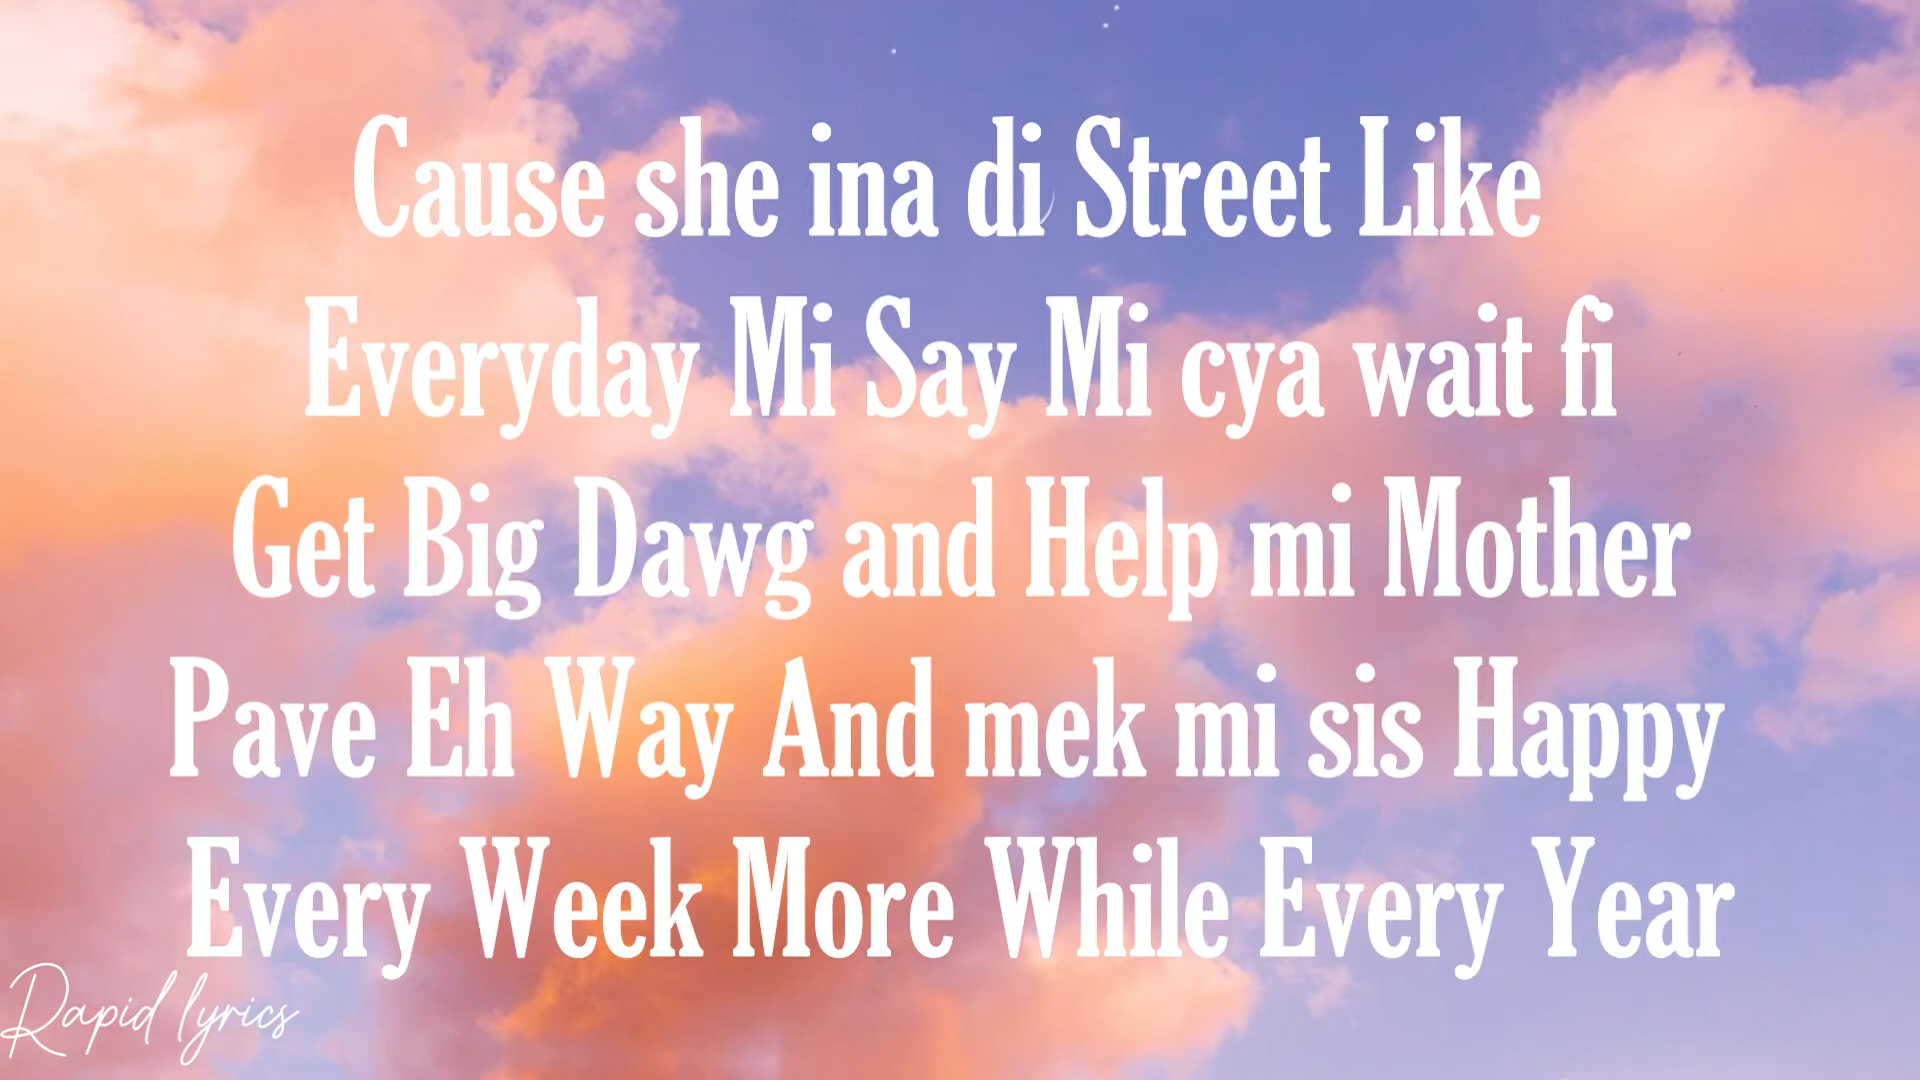 Cause she ina di Street Like
Everyday Mi Say Mi cya wait fi
Get Big Dawg and Help mi Mother
Pave Eh Way And mek mi sis Happy
Every Week More While Every Year
Rapid lyrics